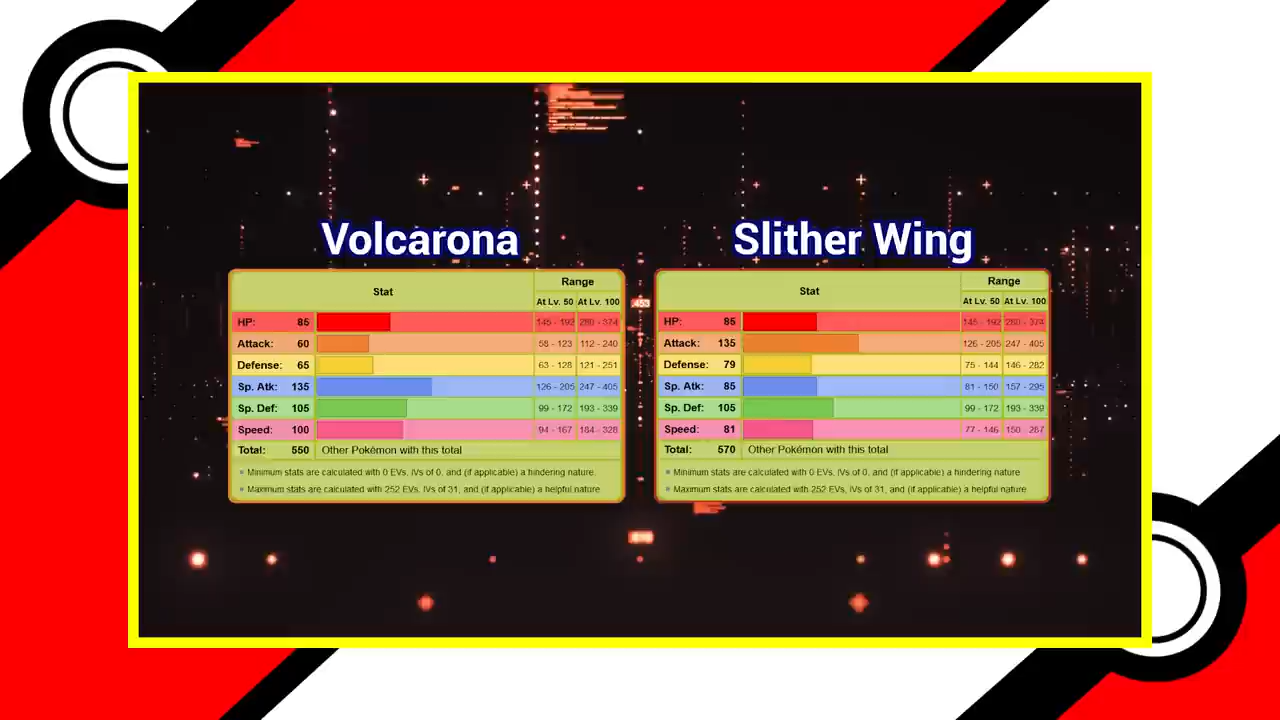 Volcarona
Stat
Range
At Lv. 50 At Lv. 100
HP: 85 145 - 192 280 - 374
Attack: 60 58 - 123 112 - 240
Defense: 65 63 - 128 121 - 251
Sp. Atk: 135 126 - 205 247 - 405
Sp. Def: 105 99 - 172 193 - 339
Speed: 100 94 - 167 184 - 328
Total: 550 Other Pokémon with this total
Minimum stats are calculated with 0 EVs, IVs of 0, and (if applicable) a hindering nature.
Maximum stats are calculated with 252 EVs, IVs of 31, and (if applicable) a helpful nature
Slither Wing
Stat
Range
At Lv. 50 At Lv. 100
HP: 85 145 - 192 280 - 374
Attack: 135 126 - 205 247 - 405
Defense: 79 75 - 144 146 - 282
Sp. Atk: 85 81 - 150 157 - 295
Sp. Def: 105 99 - 172 193 - 339
Speed: 81 77 - 146 150 - 287
Total: 570 Other Pokémon with this total
Minimum stats are calculated with 0 EVs, IVs of 0, and (if applicable) a hindering nature
Maximum stats are calculated with 252 EVs, IVs of 31, and (if applicable) a helpful nature